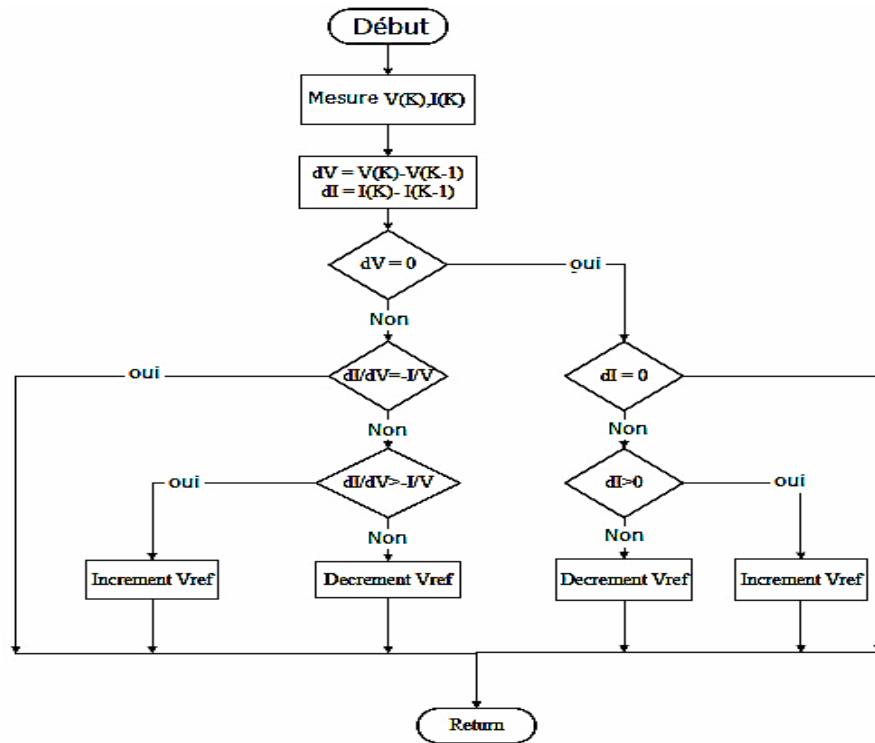 Début
Mesure V(K),I(K)
dV = V(K)-V(K-1)
dI = I(K)- I(K-1)
dV = 0
oui
Non
oui
dI/dV=-I/V
dI = 0
Non
Non
oui
dI/dV>-I/V
dI>0
oui
Non
Non
Increment Vref
Decrement Vref
Decrement Vref
Increment Vref
Return